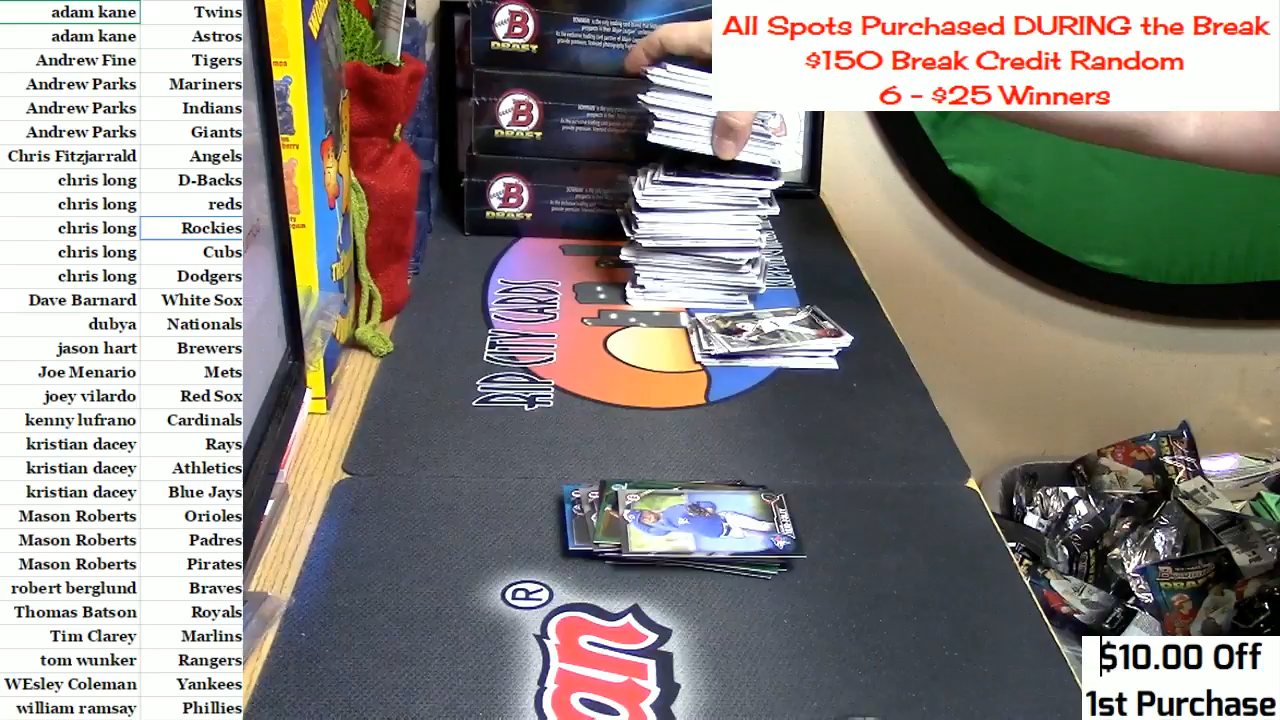 adam kane Twins
adam kane Astros
Andrew Fine Tigers
Andrew Parks Mariners
Andrew Parks Indians
Andrew Parks Giants
Chris Fitzjarrald Angels
chris long D-Backs
chris long reds
chris long Rockies
chris long Cubs
chris long Dodgers
Dave Barnard White Sox
dubya Nationals
jason hart Brewers
Joe Menario Mets
joey vilardo Red Sox
kenny lufrano Cardinals
kristian dacey Rays
kristian dacey Athletics
kristian dacey Blue Jays
Mason Roberts Orioles
Mason Roberts Padres
Mason Roberts Pirates
robert berglund Braves
Thomas Batson Royals
Tim Clarey Marlins
tom wunker Rangers
WEsley Coleman Yankees
william ramsay Phillies
All Spots Purchased DURING the Break
$150 Break Credit Random
6 - $25 Winners
B
DRAFT
B
DRAFT
B
DRAFT
RIP CITY CARDS
®
an
$10.00 Off
1st Purchase